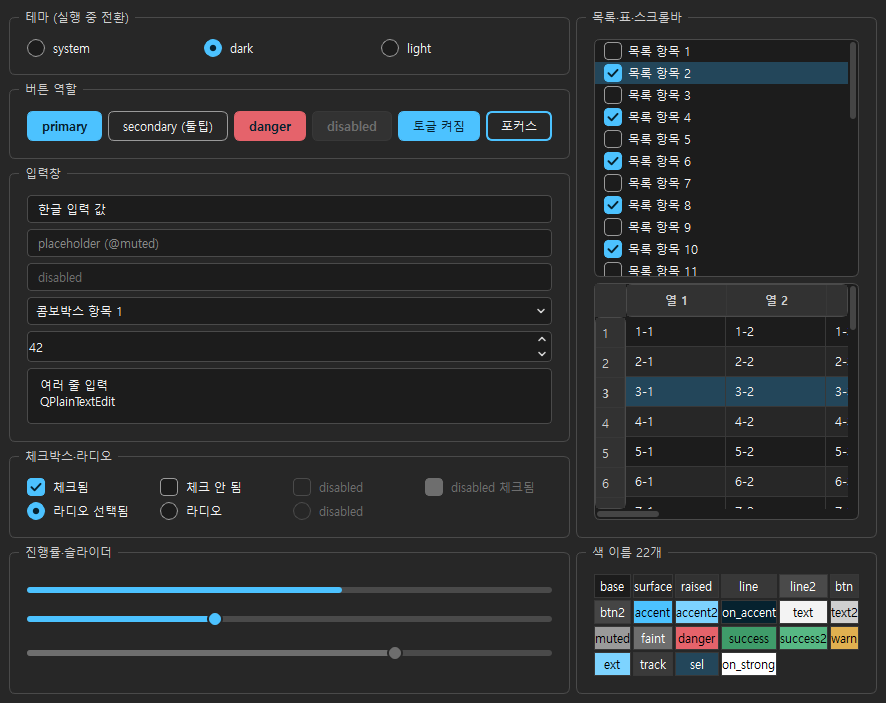 테마 (실행 중 전환)
system
dark
light
버튼 역할
primary
secondary (툴팁)
danger
disabled
토글 켜짐
포커스
입력창
한글 입력 값
placeholder (@muted)
disabled
콤보박스 항목 1
42
여러 줄 입력
QPlainTextEdit
체크박스·라디오
체크됨
체크 안 됨
disabled
disabled 체크됨
라디오 선택됨
라디오
disabled
진행률·슬라이더
목록·표·스크롤바
목록 항목 1
목록 항목 2
목록 항목 3
목록 항목 4
목록 항목 5
목록 항목 6
목록 항목 7
목록 항목 8
목록 항목 9
목록 항목 10
목록 항목 11
열 1 열 2
1 1-1 1-2 1-
2 2-1 2-2 2-
3 3-1 3-2 3-
4 4-1 4-2 4-
5 5-1 5-2 5-
6 6-1 6-2 6-
색 이름 22개
base surface raised line line2 btn
btn2 accent accent2 on_accent text text2
muted faint danger success success2 warn
ext track sel on_strong